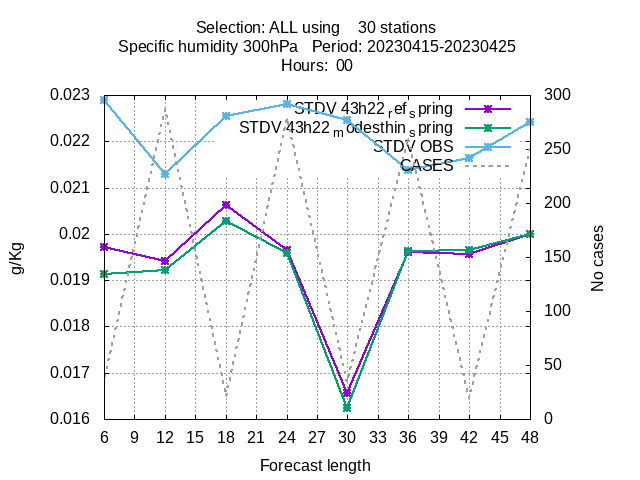 Selection: ALL using    30 stations
Specific humidity 300hPa   Period: 20230415-20230425
Hours:  00
0.023
0.022
0.021
0.02
0.019
0.018
0.017
0.016
g/Kg
STDV 43h22_ref_spring
STDV 43h22_modesthin_spring
STDV OBS
CASES
300
250
200
150
100
50
0
No cases
6 9 12 15 18 21 24 27 30 33 36 39 42 45 48
Forecast length